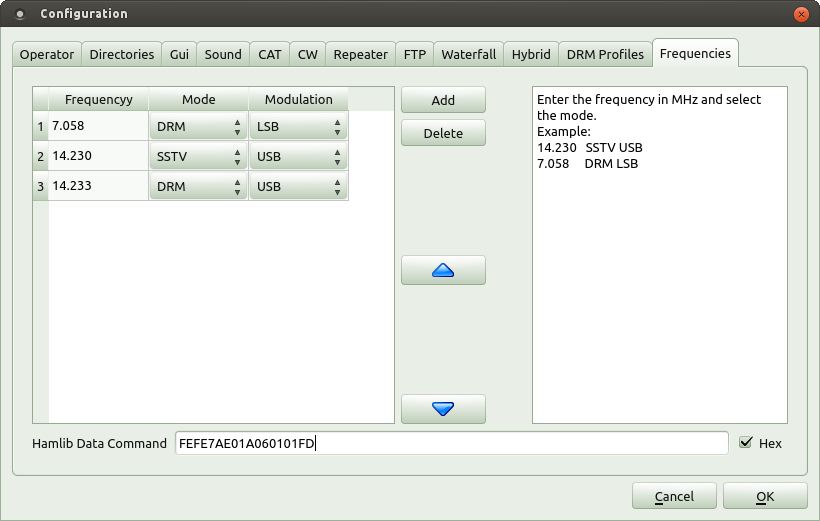 Configuration
Operator Directories Gui Sound CAT CW Repeater FTP Waterfall Hybrid DRM Profiles Frequencies
Frequencyy Mode Modulation
1 7.058 DRM LSB
2 14.230 SSTV USB
3 14.233 DRM USB
Add
Delete
Enter the frequency in MHz and select
the mode.
Example:
14.230 SSTV USB
7.058 DRM LSB
Hamlib Data Command FEFE7AE01A060101FD Hex
Cancel OK